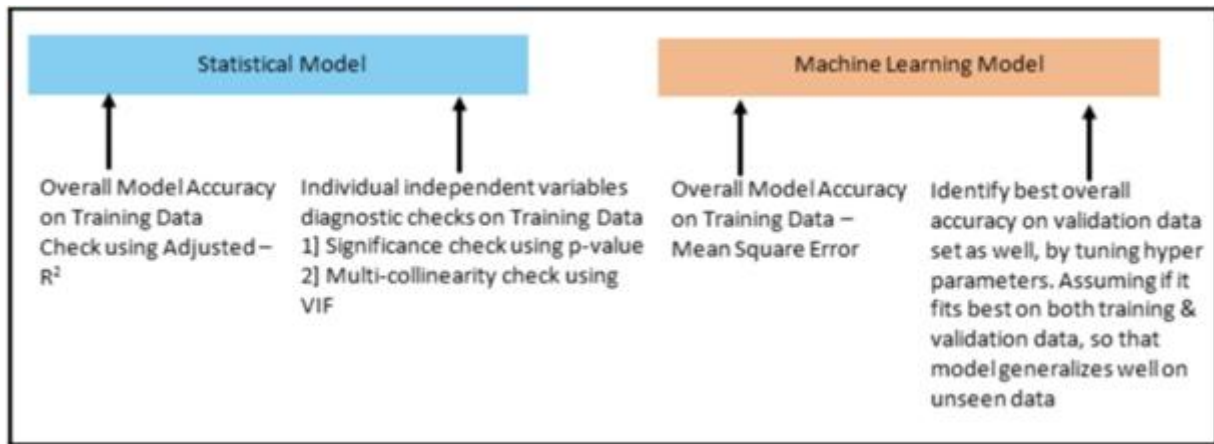 Statistical Model
Overall Model Accuracy
on Training Data
Check using Adjusted –
R²
Individual independent variables
diagnostic checks on Training Data
1] Significance check using p-value
2] Multi-collinearity check using
VIF
Machine Learning Model
Overall Model Accuracy
on Training Data –
Mean Square Error
Identify best overall
accuracy on validation data
set as well, by tuning hyper
parameters. Assuming if it
fits best on both training &
validation data, so that
model generalizes well on
unseen data